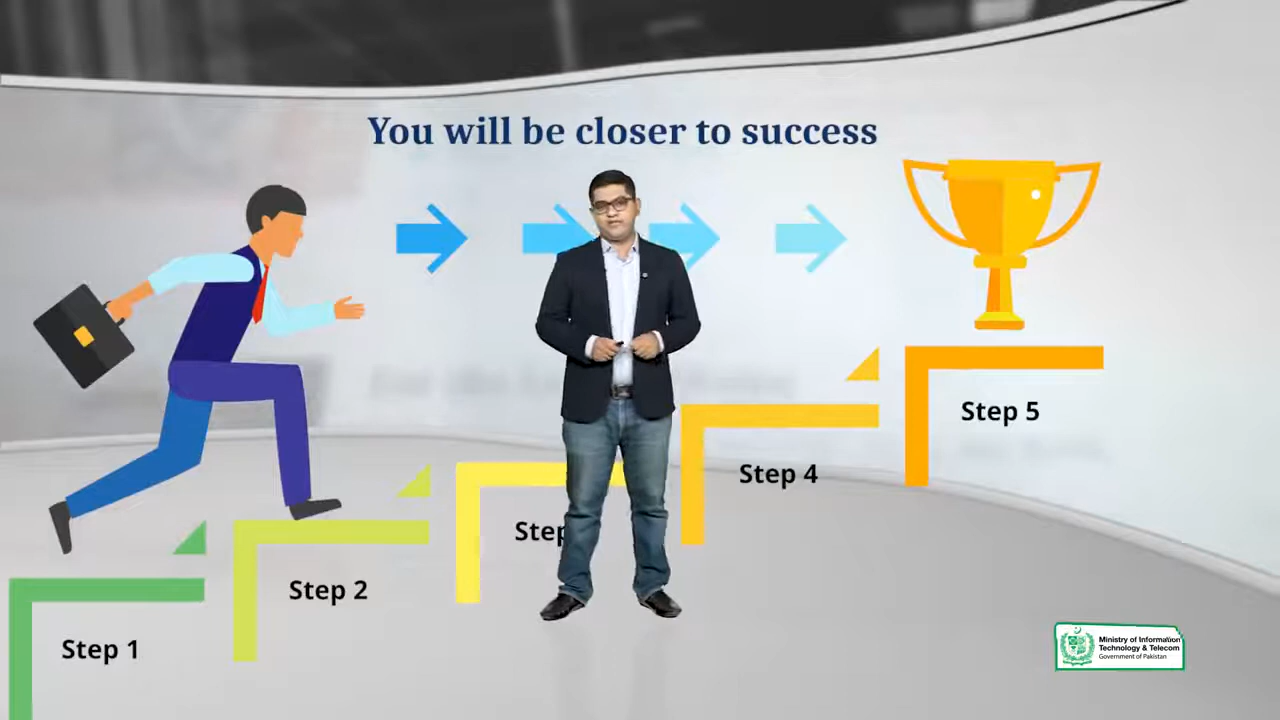 You will be closer to success
Step 5
Step 4
Step
Step 2
Step 1
Ministry of Information
Technology & Telecom
Government of Pakistan